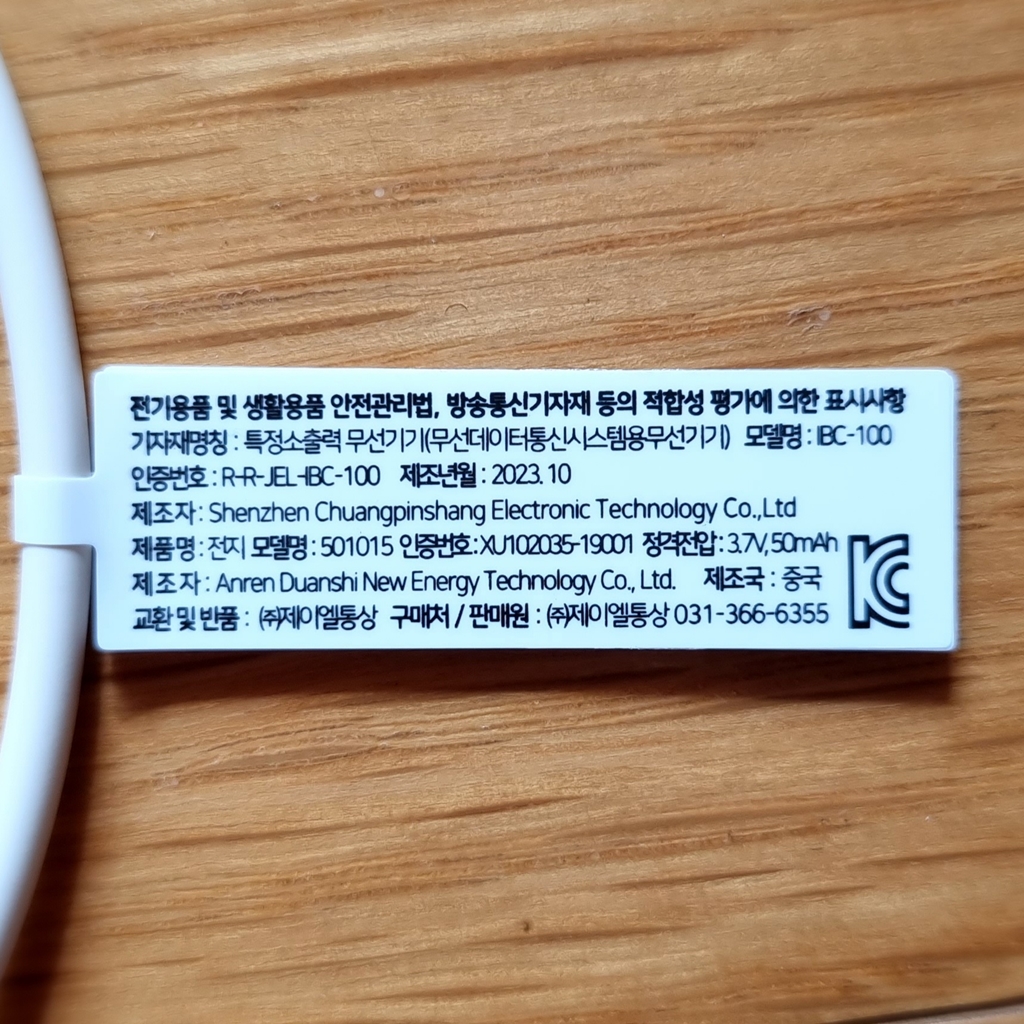 전기용품 및 생활용품 안전관리법, 방송통신기자재 등의 적합성 평가에 의한 표시사항
기자재명칭 : 특정소출력 무선기기(무선데이터통신시스템용무선기기) 모델명 : IBC-100
인증번호 : R-R-JEL-IBC-100 제조년월 : 2023. 10
제조자 : Shenzhen Chuangpinshang Electronic Technology Co.,Ltd
제품명 : 전지 모델명 : 501015 인증번호 : XU102035-19001 정격전압 : 3.7V, 50mAh
제조자 : Anren Duanshi New Energy Technology Co., Ltd. 제조국 : 중국
교환 및 반품 : ㈜제이엘통상 구매처 / 판매원 : ㈜제이엘통상 031-366-6355
KC